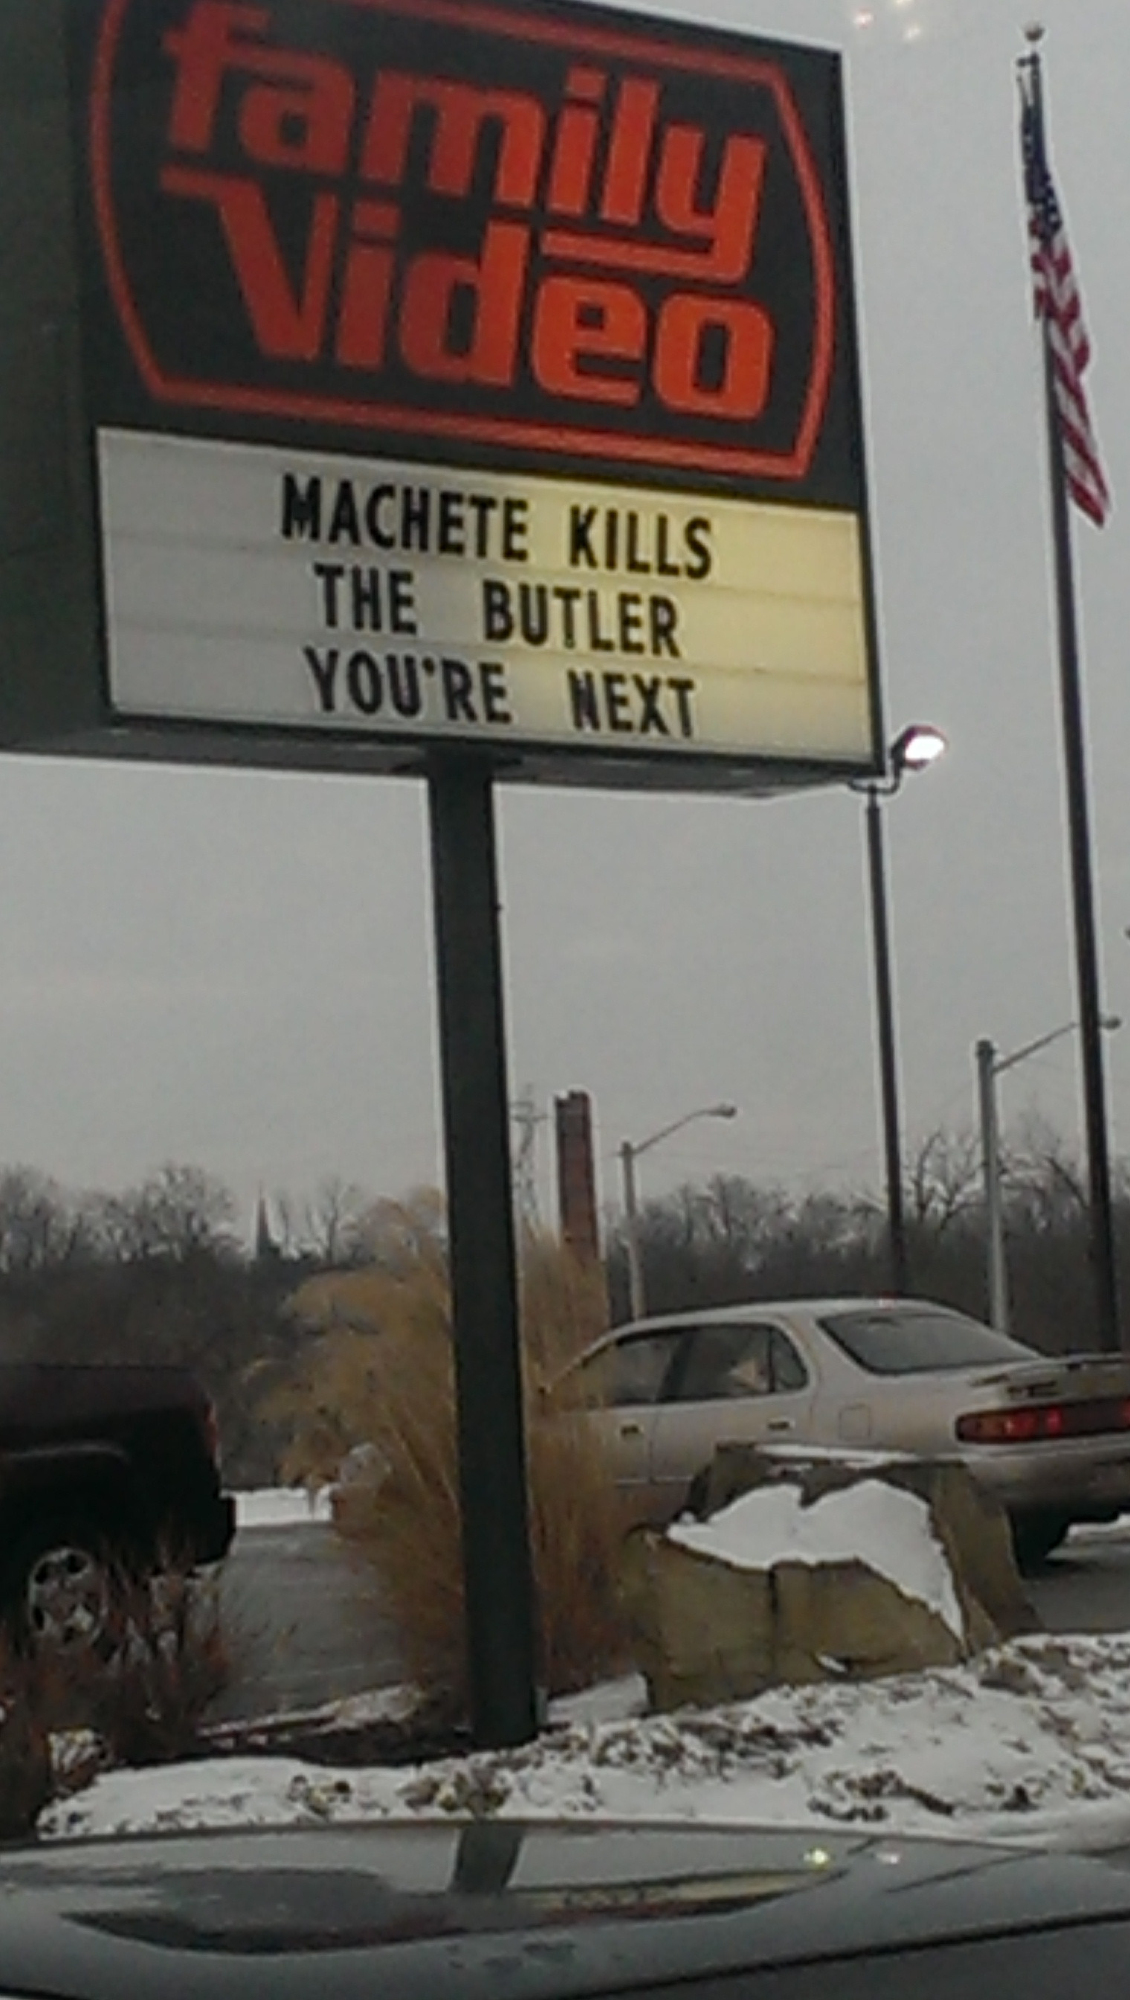 family
Video
MACHETE KILLS
THE BUTLER
YOU'RE NEXT